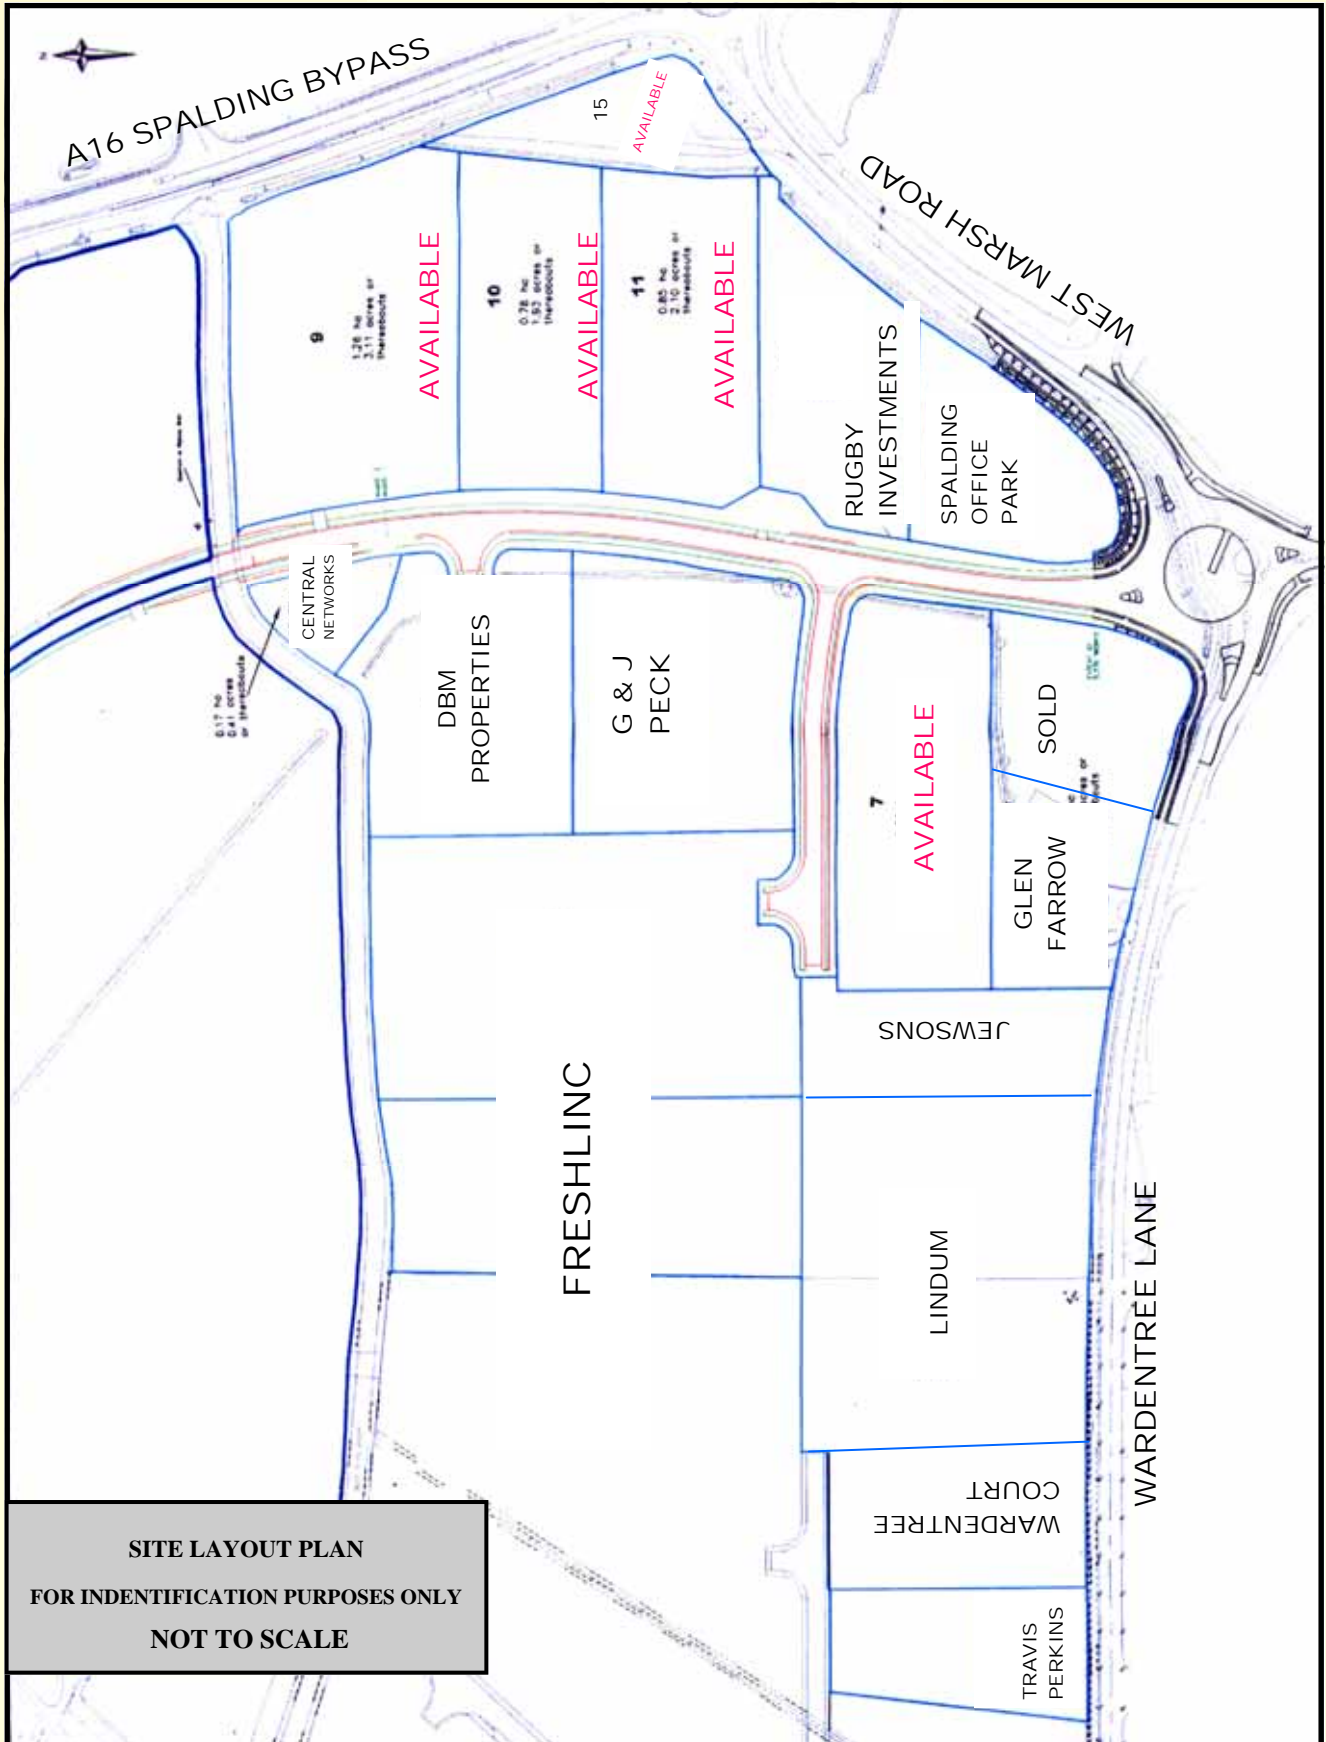 A16 SPALDING BYPASS
15
AVAILABLE
WEST MARSH ROAD
9
1.26 ha
3.11 acres or
thereabouts
AVAILABLE
10
0.78 ha
1.93 acres or
thereabouts
AVAILABLE
11
0.85 ha
2.10 acres or
thereabouts
AVAILABLE
RUGBY
INVESTMENTS
SPALDING
OFFICE
PARK
CENTRAL
NETWORKS
0.17 ha
0.41 acres
or thereabouts
DBM
PROPERTIES
G & J
PECK
7
AVAILABLE
SOLD
GLEN
FARROW
JEWSONS
FRESHLINC
LINDUM
WARDENTREE LANE
WARDENTREE
COURT
TRAVIS
PERKINS
SITE LAYOUT PLAN
FOR INDENTIFICATION PURPOSES ONLY
NOT TO SCALE